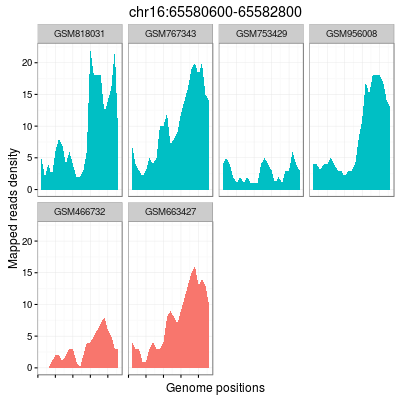 chr16:65580600-65582800
GSM818031 GSM767343 GSM753429 GSM956008
20
15
10
5
0
Mapped reads density
GSM466732 GSM663427
20
15
10
5
0
Genome positions